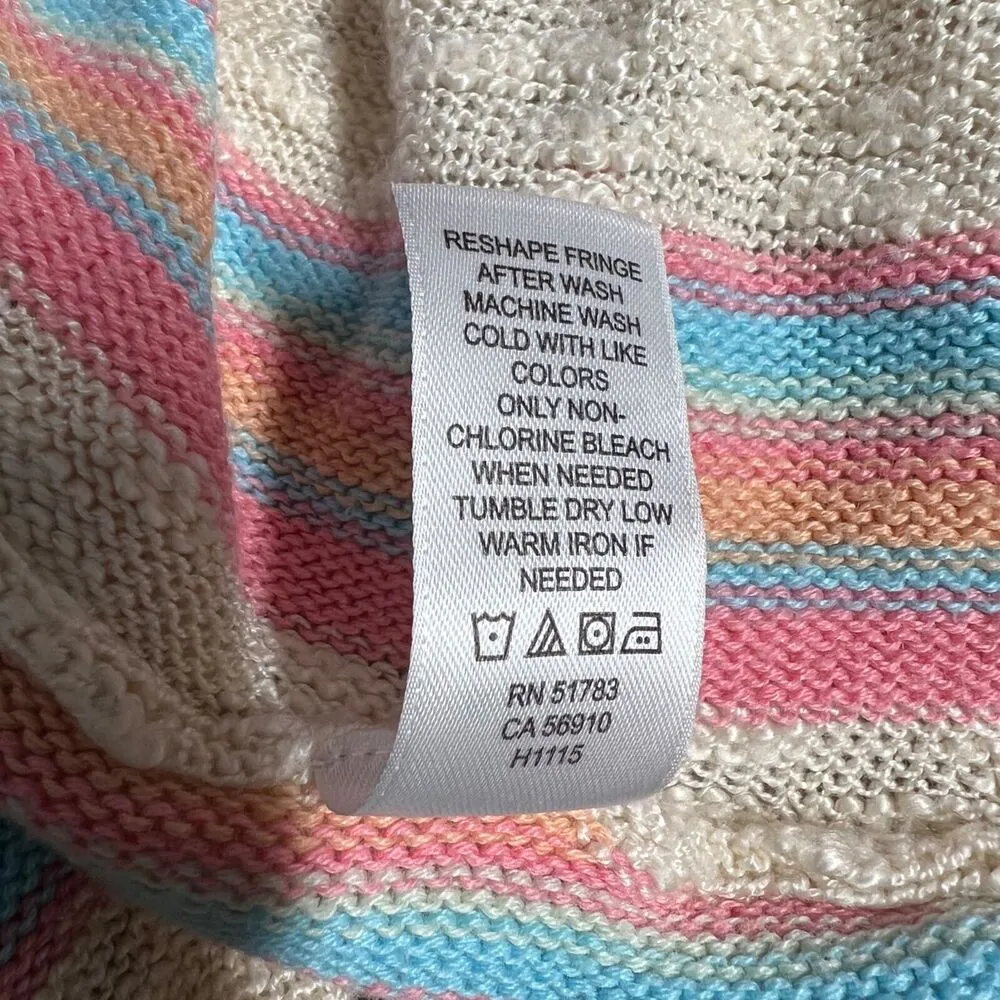 RESHAPE FRINGE
AFTER WASH
MACHINE WASH
COLD WITH LIKE
COLORS
ONLY NON-
CHLORINE BLEACH
WHEN NEEDED
TUMBLE DRY LOW
WARM IRON IF
NEEDED
RN 51783
CA 56910
H1115